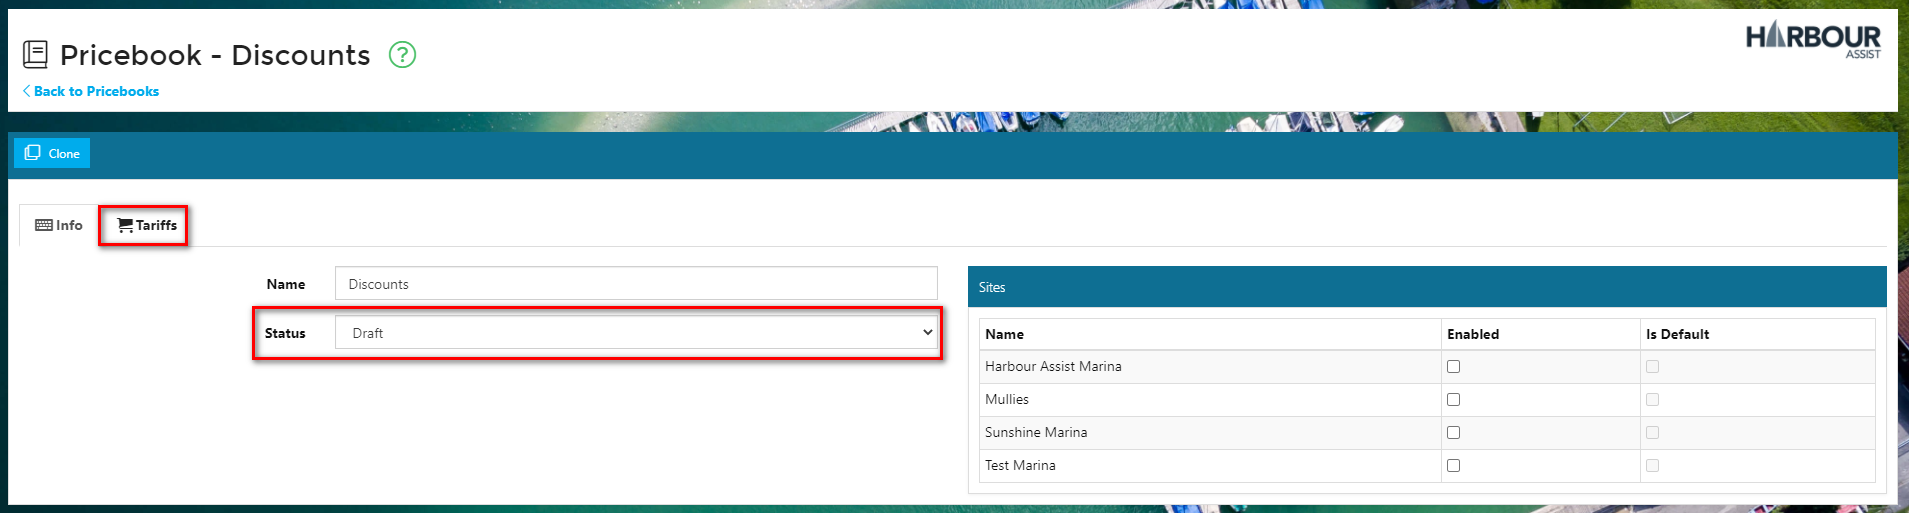 Pricebook - Discounts ?
HARBOUR
ASSIST
Back to Pricebooks
Clone
Info
Tariffs
Name Discounts
Status Draft
Sites
Name Enabled Is Default
Harbour Assist Marina
Mullies
Sunshine Marina
Test Marina